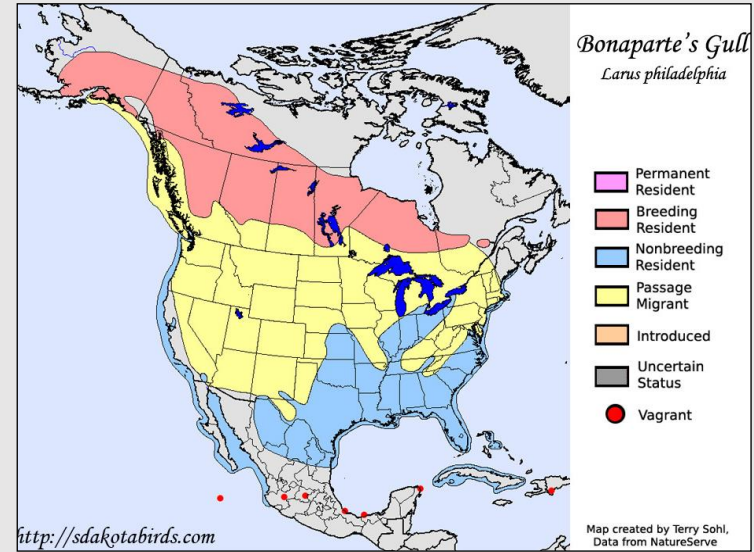 Bonaparte's Gull
Larus philadelphia
Permanent
Resident
Breeding
Resident
Nonbreeding
Resident
Passage
Migrant
Introduced
Uncertain
Status
Vagrant
http://sdakotabirds.com
Map created by Terry Sohl,
Data from NatureServe